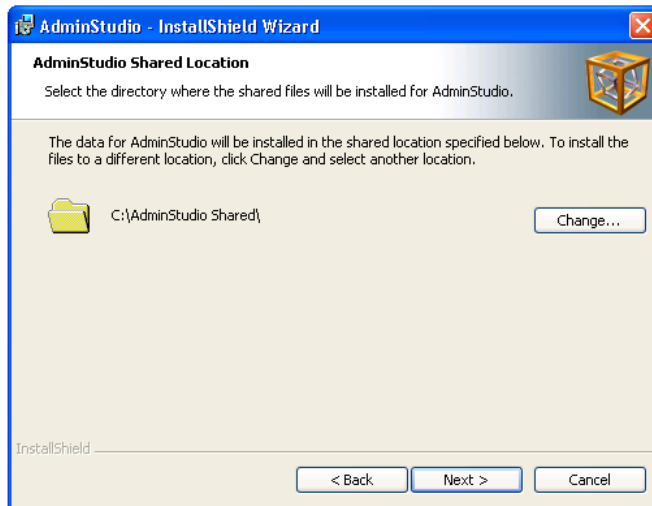 AdminStudio - InstallShield Wizard
AdminStudio Shared Location
Select the directory where the shared files will be installed for AdminStudio.
The data for AdminStudio will be installed in the shared location specified below. To install the
files to a different location, click Change and select another location.
C:\AdminStudio Shared\
Change...
InstallShield
< Back
Next >
Cancel